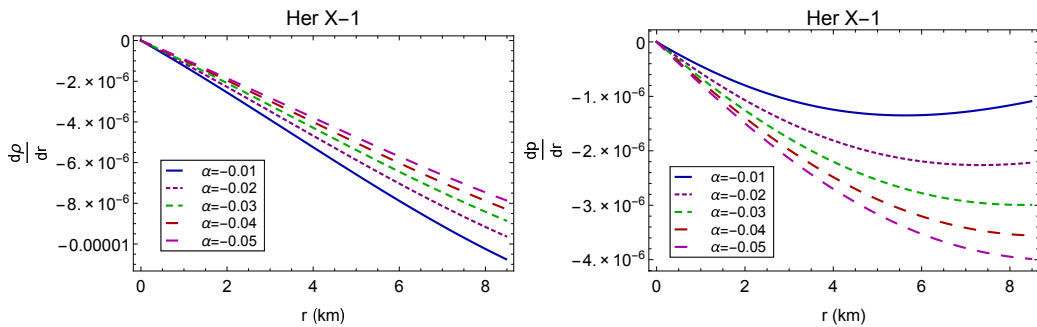 Her X-1
0
-2.×10⁻⁶
-4.×10⁻⁶
-6.×10⁻⁶
-8.×10⁻⁶
-0.00001
dρ
dr
α=-0.01
α=-0.02
α=-0.03
α=-0.04
α=-0.05
0 2 4 6 8
r (km)
Her X-1
0
-1.×10⁻⁶
-2.×10⁻⁶
-3.×10⁻⁶
-4.×10⁻⁶
dp
dr
α=-0.01
α=-0.02
α=-0.03
α=-0.04
α=-0.05
0 2 4 6 8
r (km)